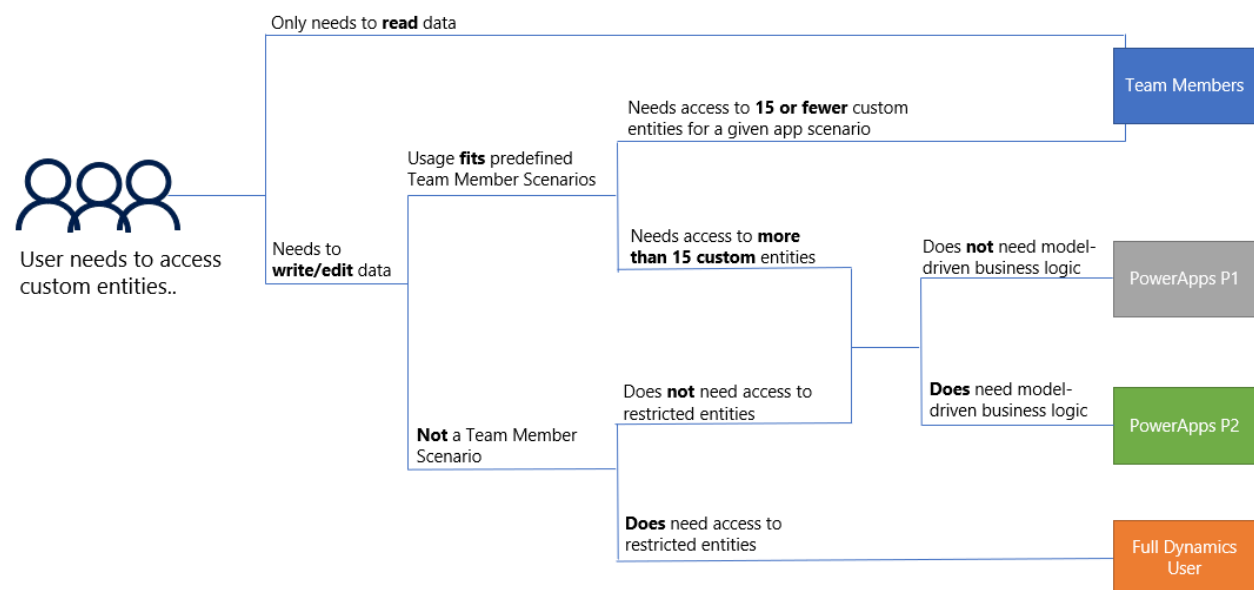 Only needs to read data
Team Members
Needs access to 15 or fewer custom
entities for a given app scenario
Usage fits predefined
Team Member Scenarios
User needs to access
custom entities..
Needs to
write/edit data
Needs access to more
than 15 custom entities
Does not need model-
driven business logic
PowerApps P1
Does not need access to
restricted entities
Does need model-
driven business logic
PowerApps P2
Not a Team Member
Scenario
Does need access to
restricted entities
Full Dynamics
User